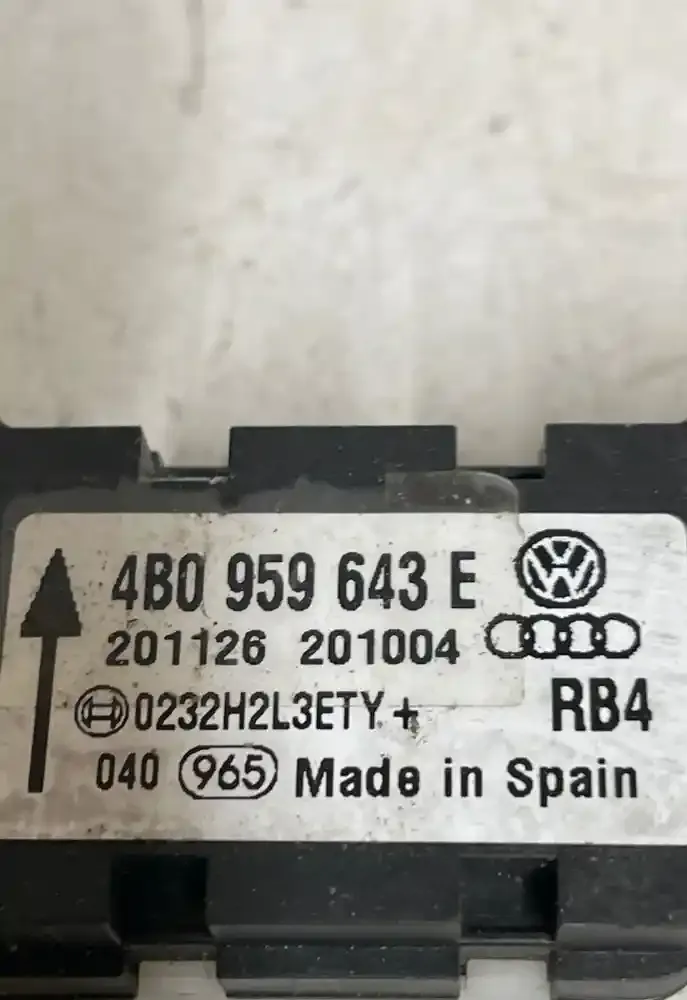 4B0 959 643 E
201126 201004
0232H2L3ETY+ RB4
040 965 Made in Spain